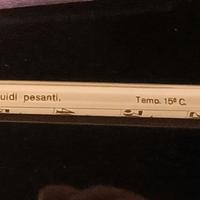 uidi pesanti. Temp. 15º C.